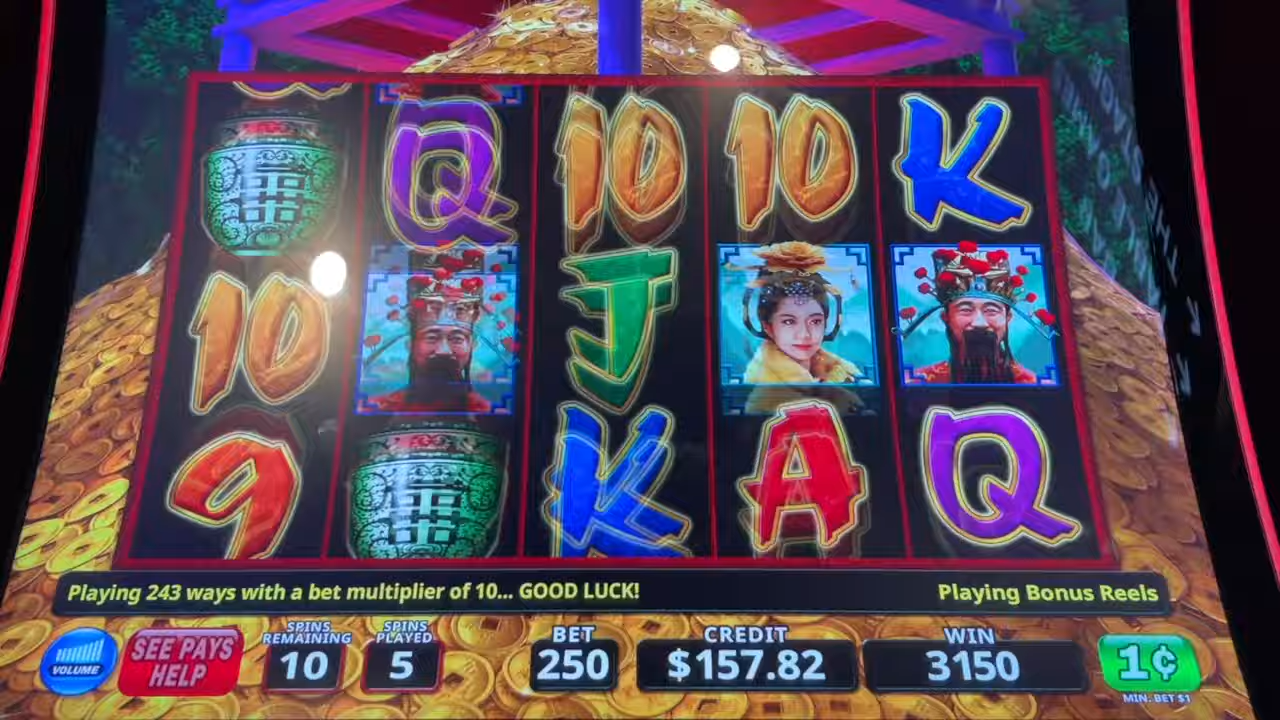 Q 10 10 K
10 J
9 K A Q
Playing 243 ways with a bet multiplier of 10... GOOD LUCK!
Playing Bonus Reels
VOLUME
SEE PAYS
HELP
SPINS
REMAINING
10
SPINS
PLAYED
5
BET
250
CREDIT
$157.82
WIN
3150
1¢
MIN. BET $1